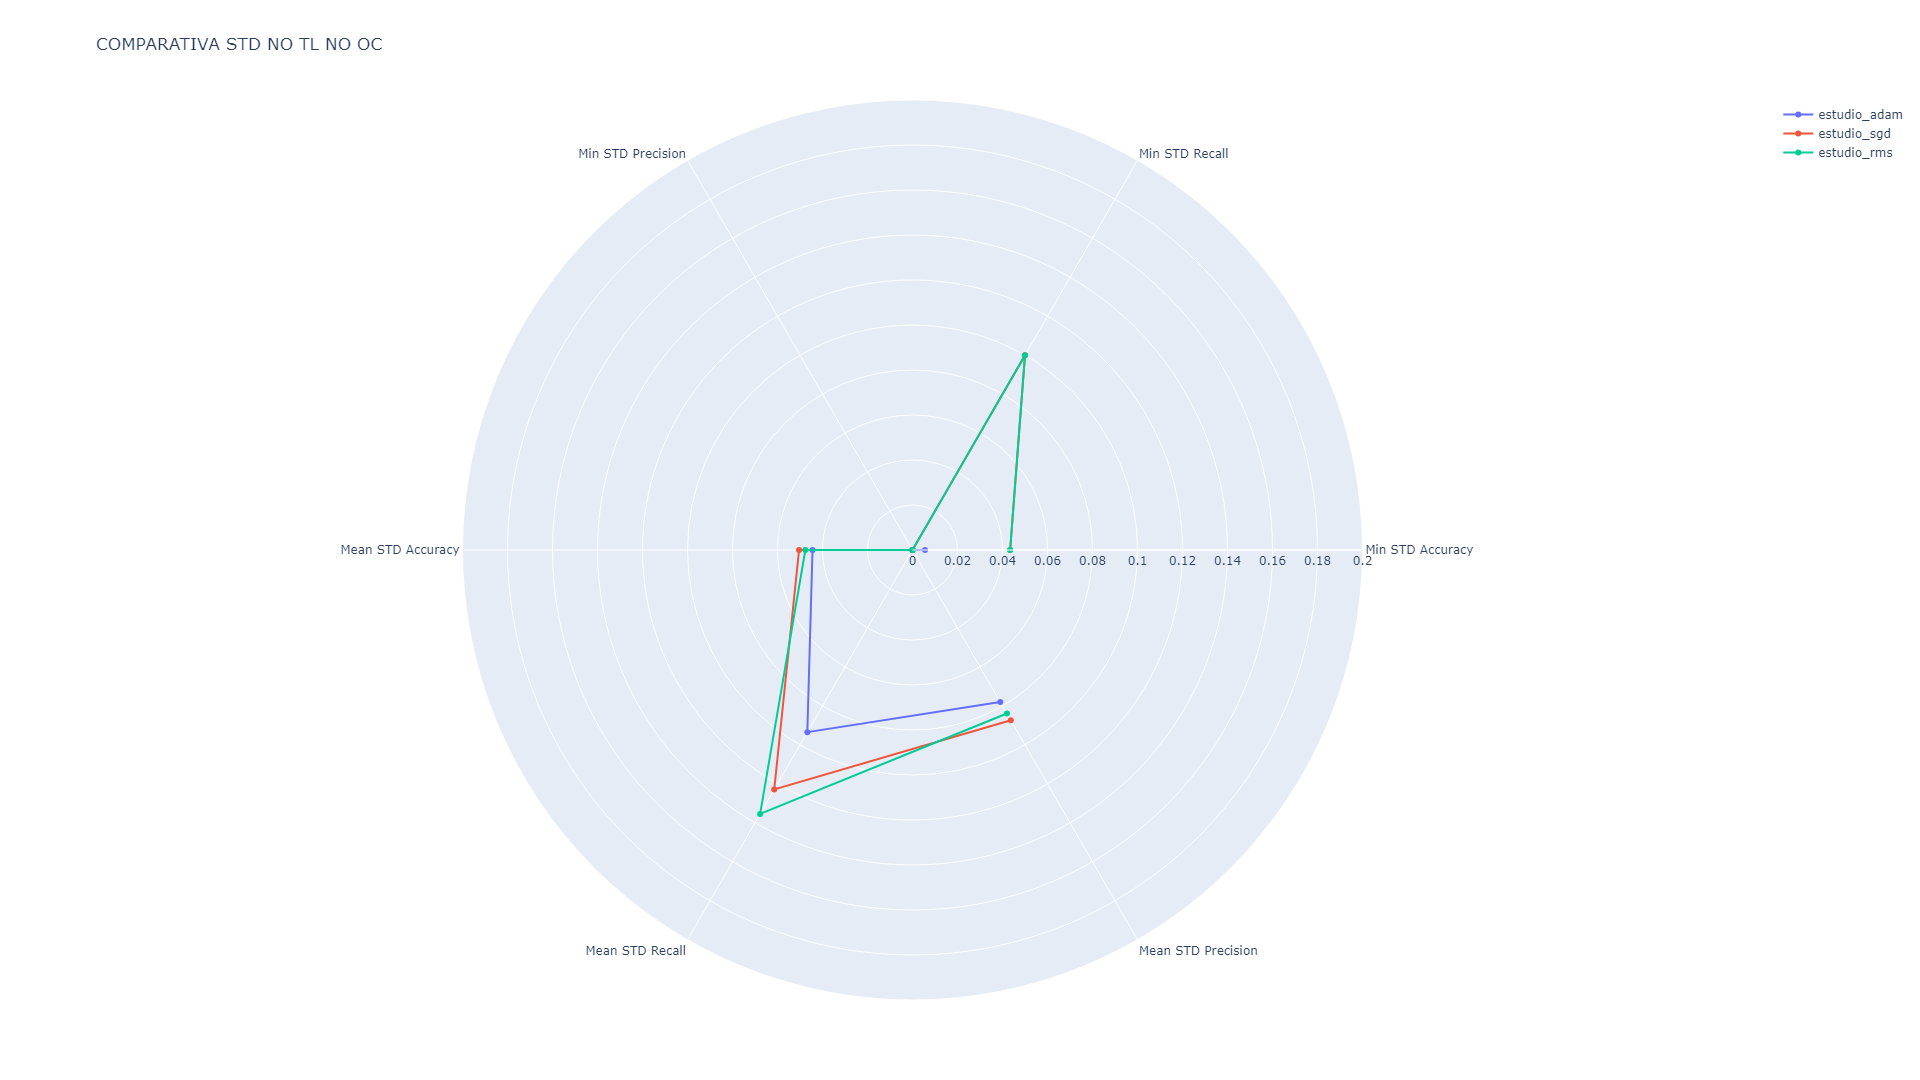 COMPARATIVA STD NO TL NO OC
estudio_adam
estudio_sgd
estudio_rms
Min STD Precision
Min STD Recall
Mean STD Accuracy
Min STD Accuracy
0 0.02 0.04 0.06 0.08 0.1 0.12 0.14 0.16 0.18 0.2
Mean STD Recall
Mean STD Precision